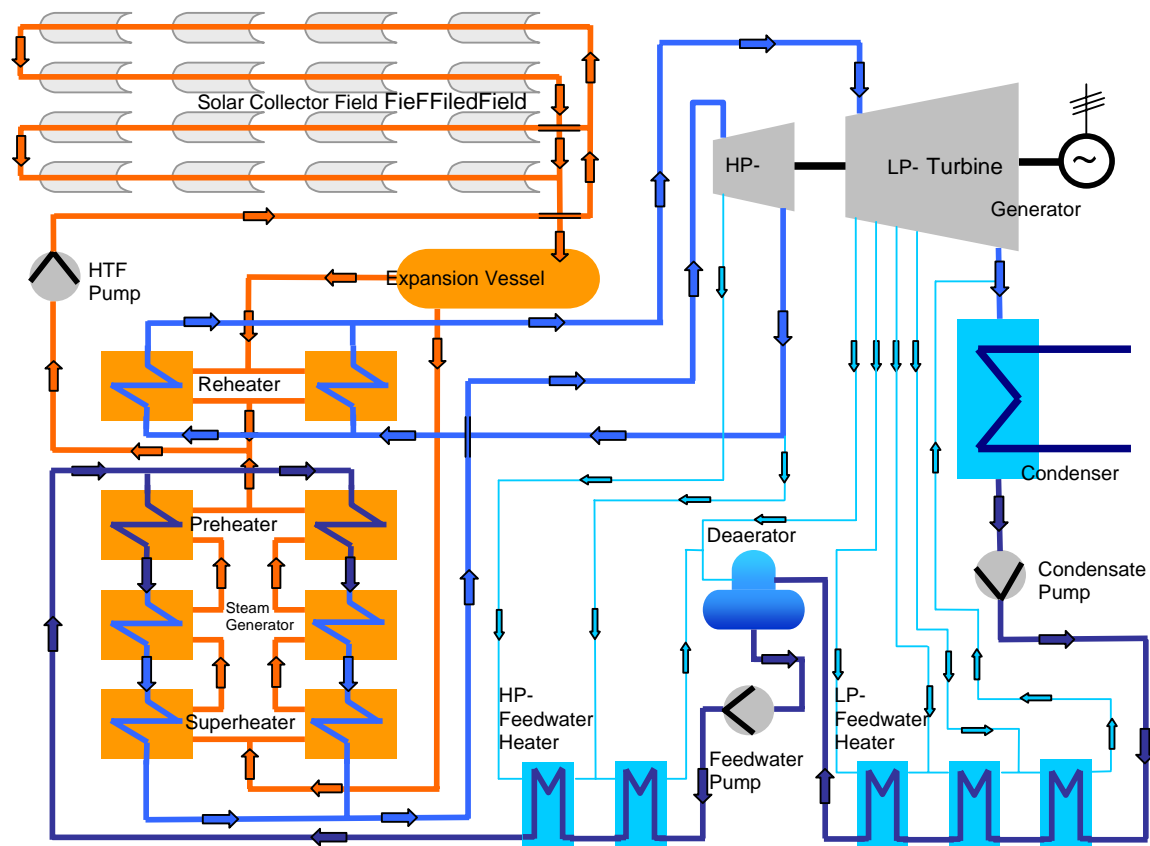 Solar Collector Field FieFFiledField
HP-
LP- Turbine
Generator
HTF
Pump
Expansion Vessel
Reheater
Condenser
Preheater
Deaerator
Condensate
Pump
Steam
Generator
Superheater
HP-
Feedwater
Heater
LP-
Feedwater
Heater
Feedwater
Pump